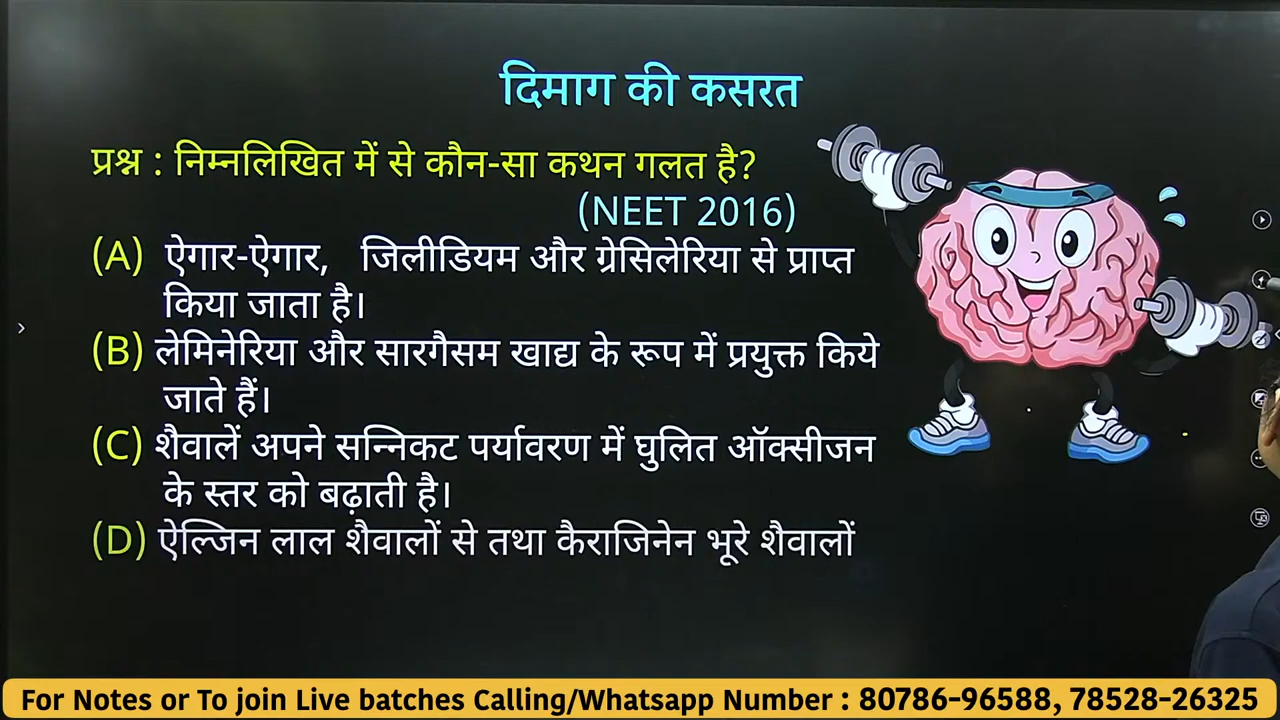 दिमाग की कसरत
प्रश्न : निम्नलिखित में से कौन-सा कथन गलत है?
(NEET 2016)
(A) ऐगार-ऐगार, जिलीडियम और ग्रेसिलेरिया से प्राप्त
किया जाता है।
(B) लेमिनेरिया और सारगैसम खाद्य के रूप में प्रयुक्त किये
जाते हैं।
(C) शैवालें अपने सन्निकट पर्यावरण में घुलित ऑक्सीजन
के स्तर को बढ़ाती है।
(D) ऐल्जिन लाल शैवालों से तथा कैराजिनेन भूरे शैवालों
For Notes or To join Live batches Calling/Whatsapp Number : 80786-96588, 78528-26325